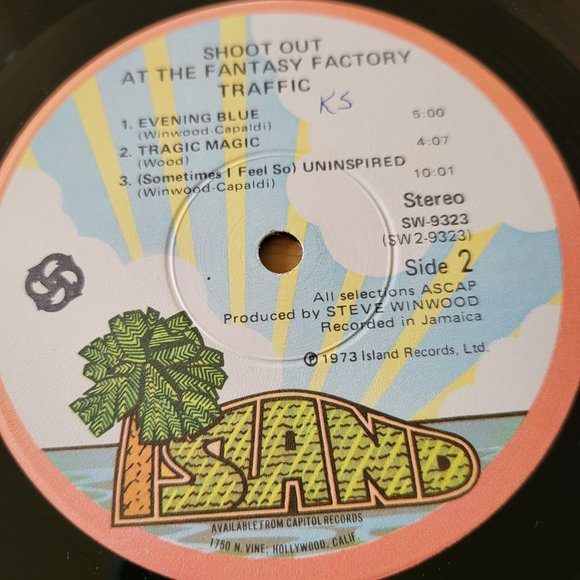 SHOOT OUT
AT THE FANTASY FACTORY
TRAFFIC
KS
1. EVENING BLUE 5:00
(Winwood-Capaldi)
2. TRAGIC MAGIC 4:07
(Wood)
3. (Sometimes I Feel So) UNINSPIRED 10:01
(Winwood-Capaldi)
Stereo
SW-9323
(SW2-9323)
Side 2
All selections ASCAP
Produced by STEVE WINWOOD
Recorded in Jamaica
℗ 1973 Island Records, Ltd.
ISLAND
AVAILABLE FROM CAPITOL RECORDS
1750 N. VINE, HOLLYWOOD, CALIF.